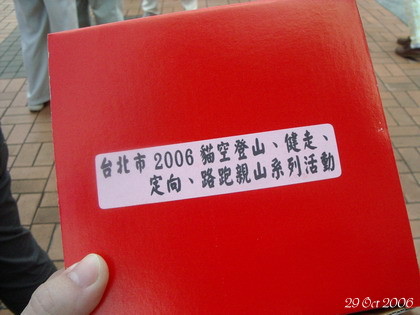 台北市 2006 貓空登山、健走、
定向、路跑親山系列活動
29 Oct 2006